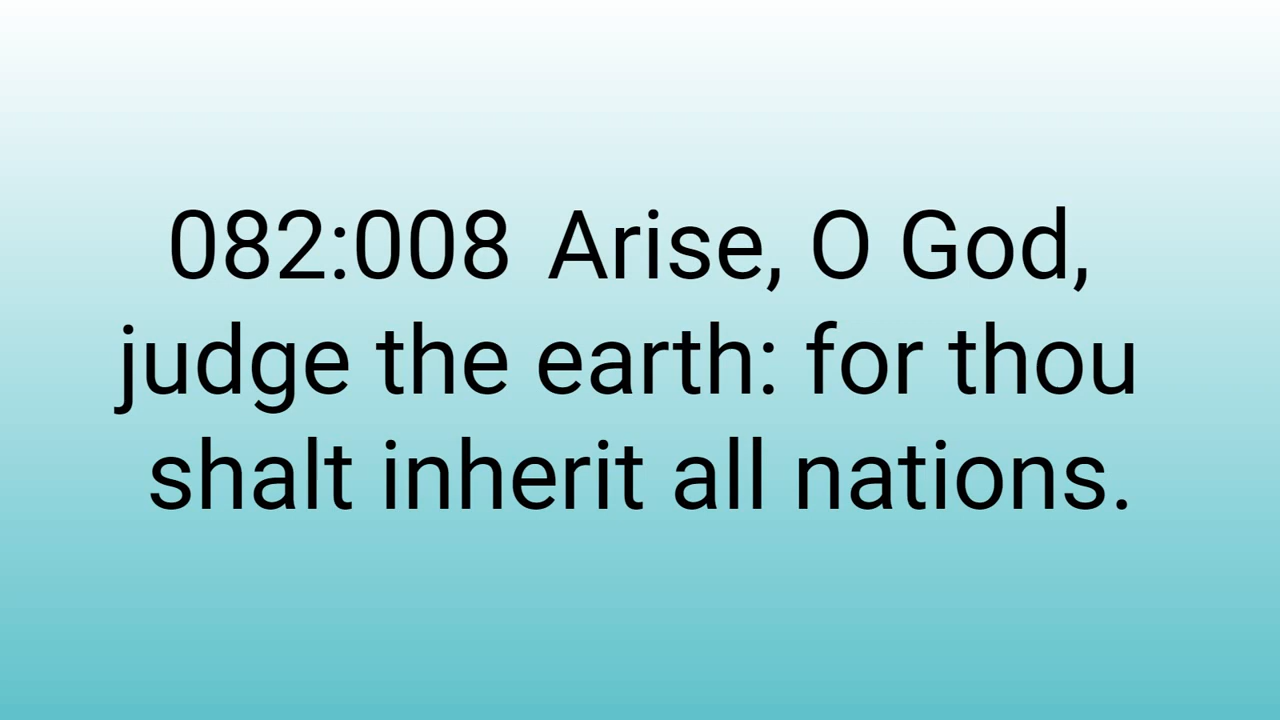 082:008 Arise, O God,
judge the earth: for thou
shalt inherit all nations.